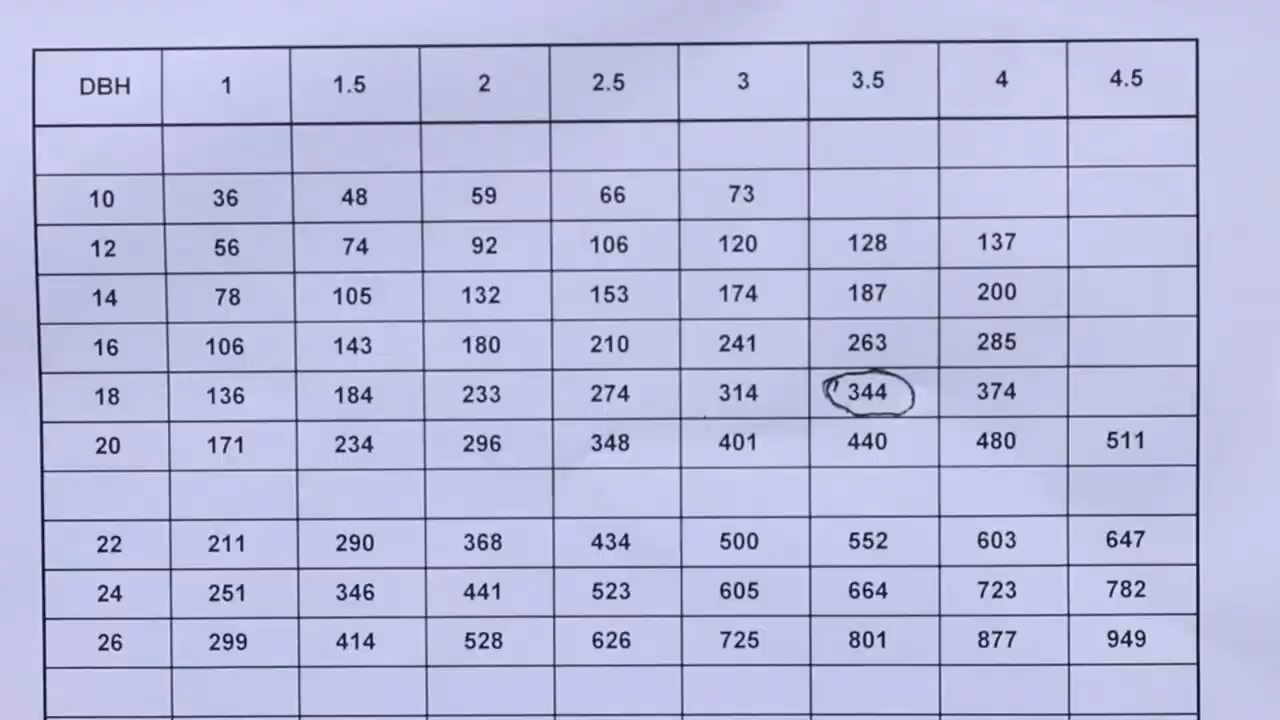 DBH 1 1.5 2 2.5 3 3.5 4 4.5
10 36 48 59 66 73
12 56 74 92 106 120 128 137
14 78 105 132 153 174 187 200
16 106 143 180 210 241 263 285
18 136 184 233 274 314 344 374
20 171 234 296 348 401 440 480 511
22 211 290 368 434 500 552 603 647
24 251 346 441 523 605 664 723 782
26 299 414 528 626 725 801 877 949